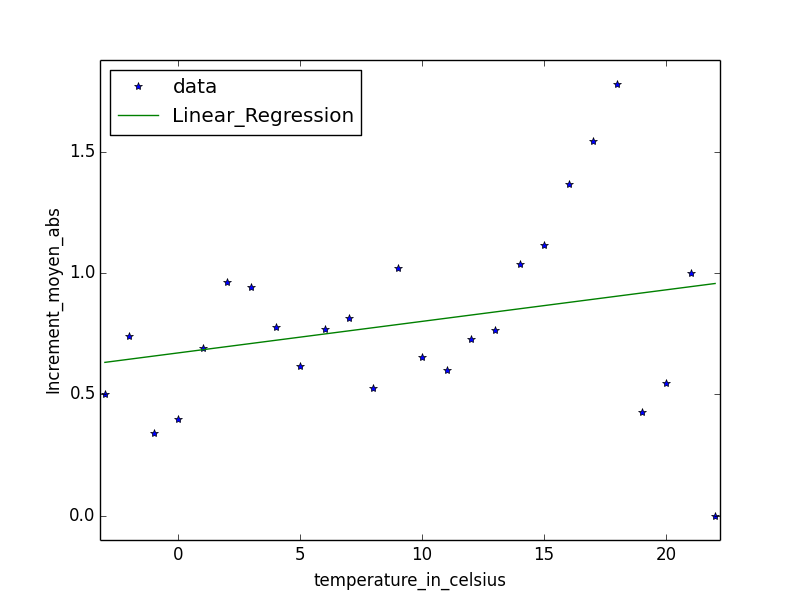 data
Linear_Regression
1.5
1.0
0.5
0.0
Increment_moyen_abs
0 5 10 15 20
temperature_in_celsius